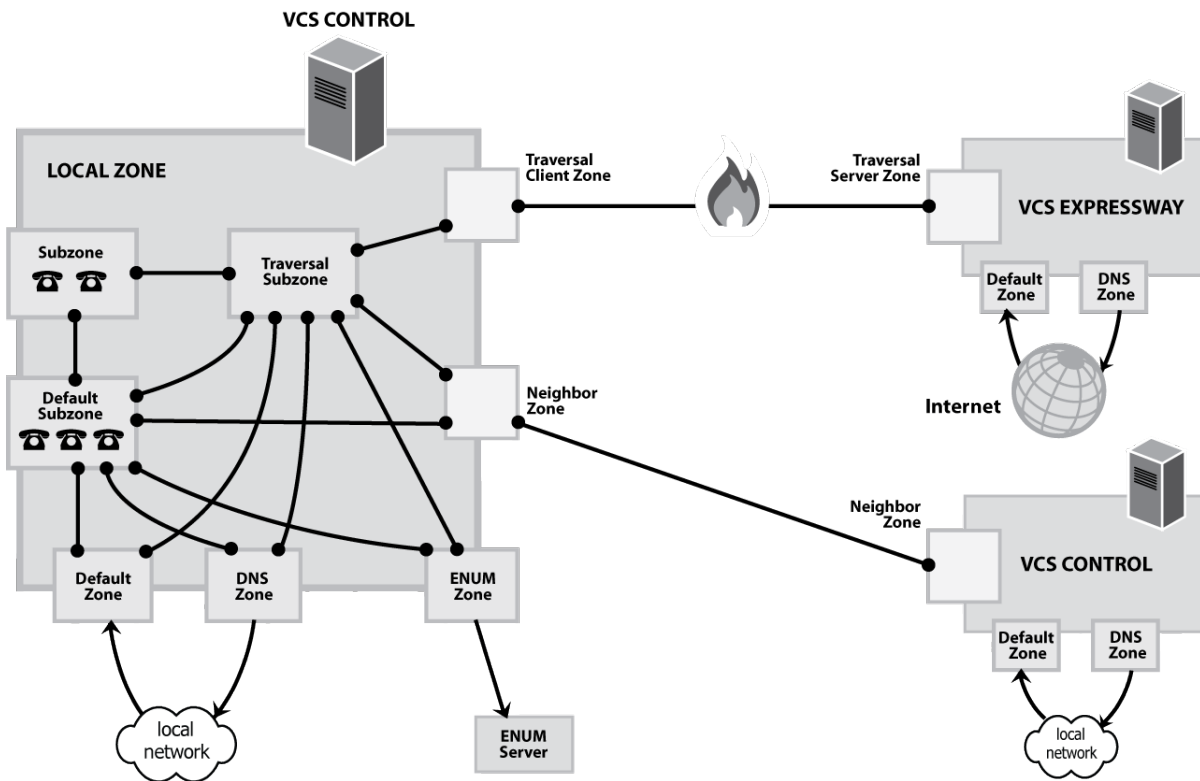 VCS CONTROL
LOCAL ZONE
Traversal
Client Zone
Traversal
Server Zone
VCS EXPRESSWAY
Subzone
Traversal
Subzone
Default
Zone
DNS
Zone
Internet
Default
Subzone
Neighbor
Zone
Neighbor
Zone
VCS CONTROL
Default
Zone
DNS
Zone
ENUM
Zone
Default
Zone
DNS
Zone
local
network
ENUM
Server
local
network